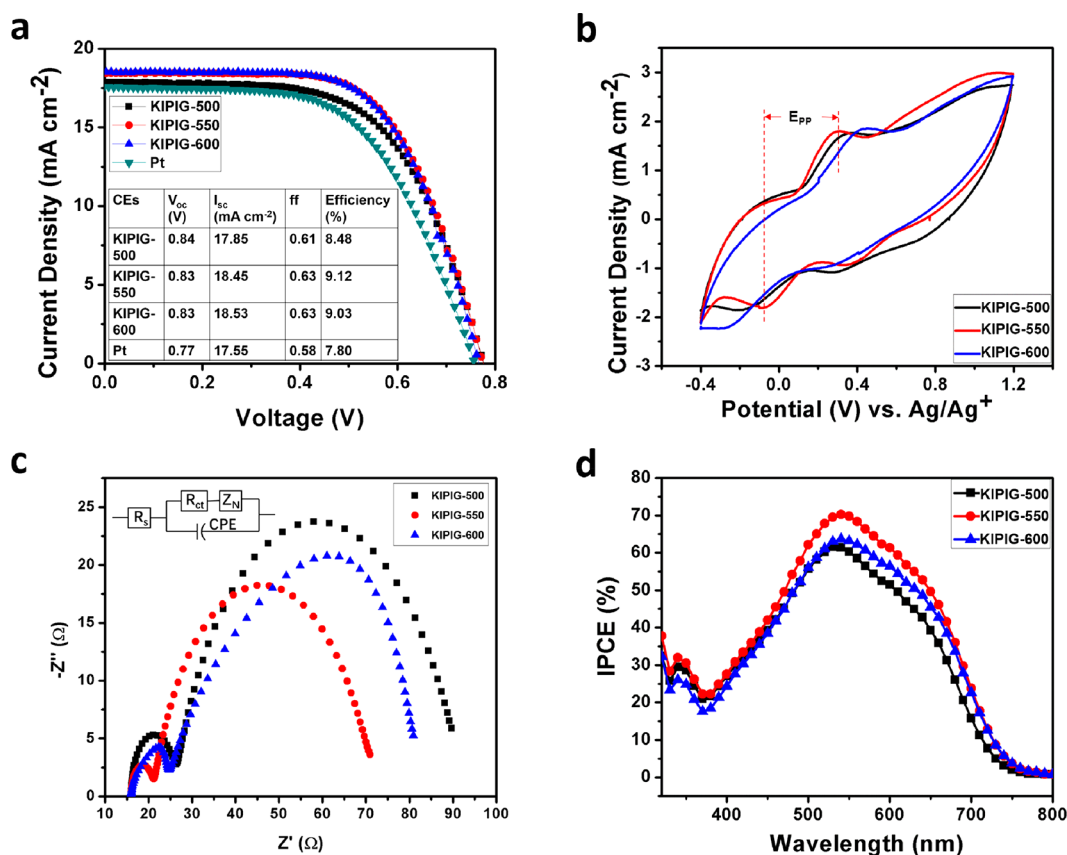 a
Current Density (mA cm-2)
20
17.5
15
12.5
10
7.5
5
2.5
0
KIPIG-500
KIPIG-550
KIPIG-600
Pt
CEs Voc (V) Isc (mA cm-2) ff Efficiency (%)
KIPIG-500 0.84 17.85 0.61 8.48
KIPIG-550 0.83 18.45 0.63 9.12
KIPIG-600 0.83 18.53 0.63 9.03
Pt 0.77 17.55 0.58 7.80
0.0 0.2 0.4 0.6 0.8
Voltage (V)
b
Current Density (mA cm-2)
3
2
1
0
-1
-2
-3
EPP
KIPIG-500
KIPIG-550
KIPIG-600
-0.4 0.0 0.4 0.8 1.2
Potential (V) vs. Ag/Ag+
c
-Z'' (Ω)
25
20
15
10
5
0
Rs
Rct
ZN
CPE
KIPIG-500
KIPIG-550
KIPIG-600
10 20 30 40 50 60 70 80 90 100
Z' (Ω)
d
IPCE (%)
80
70
60
50
40
30
20
10
0
KIPIG-500
KIPIG-550
KIPIG-600
400 500 600 700 800
Wavelength (nm)